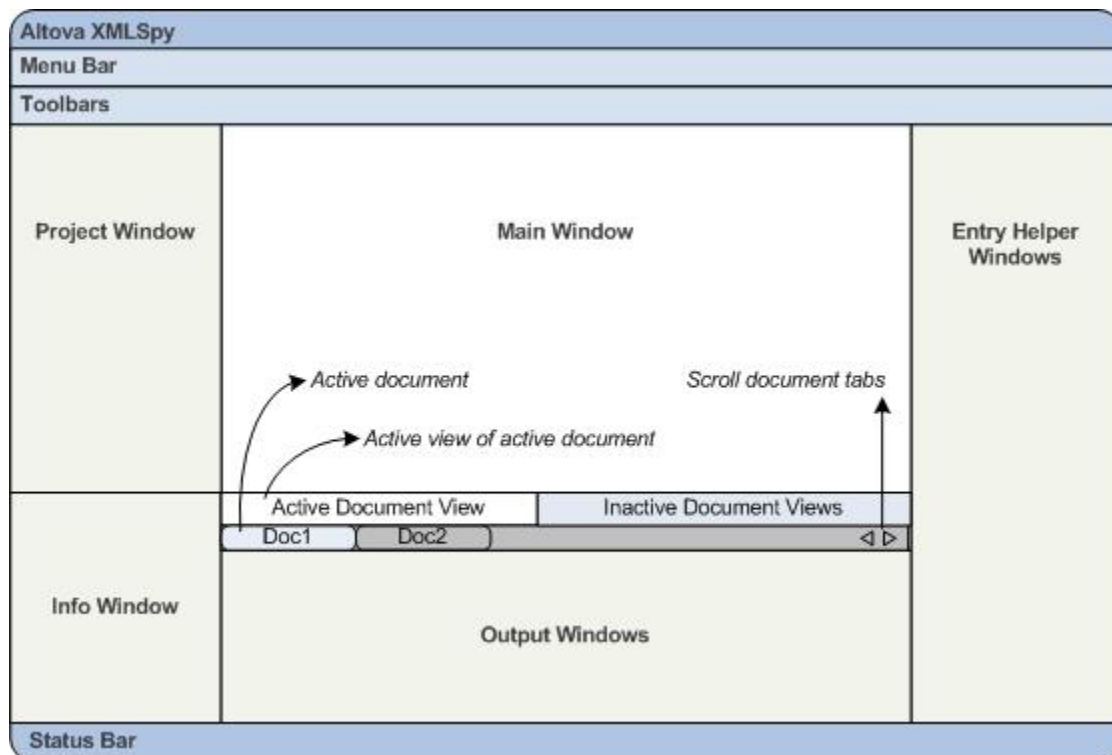 Altova XMLSpy
Menu Bar
Toolbars
Project Window
Main Window
Entry Helper
Windows
Active document
Scroll document tabs
Active view of active document
Active Document View
Inactive Document Views
Doc1
Doc2
Info Window
Output Windows
Status Bar